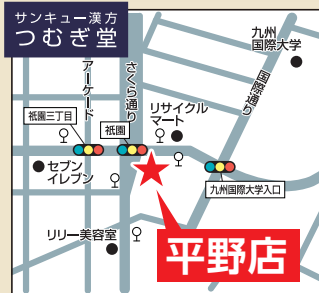 サンキュー漢方
つむぎ堂
九州
国際大学
アーケード
さくら通り
国際通り
リサイクル
マート
祇園三丁目
祇園
セブン
イレブン
九州国際大学入口
リリー美容室
平野店